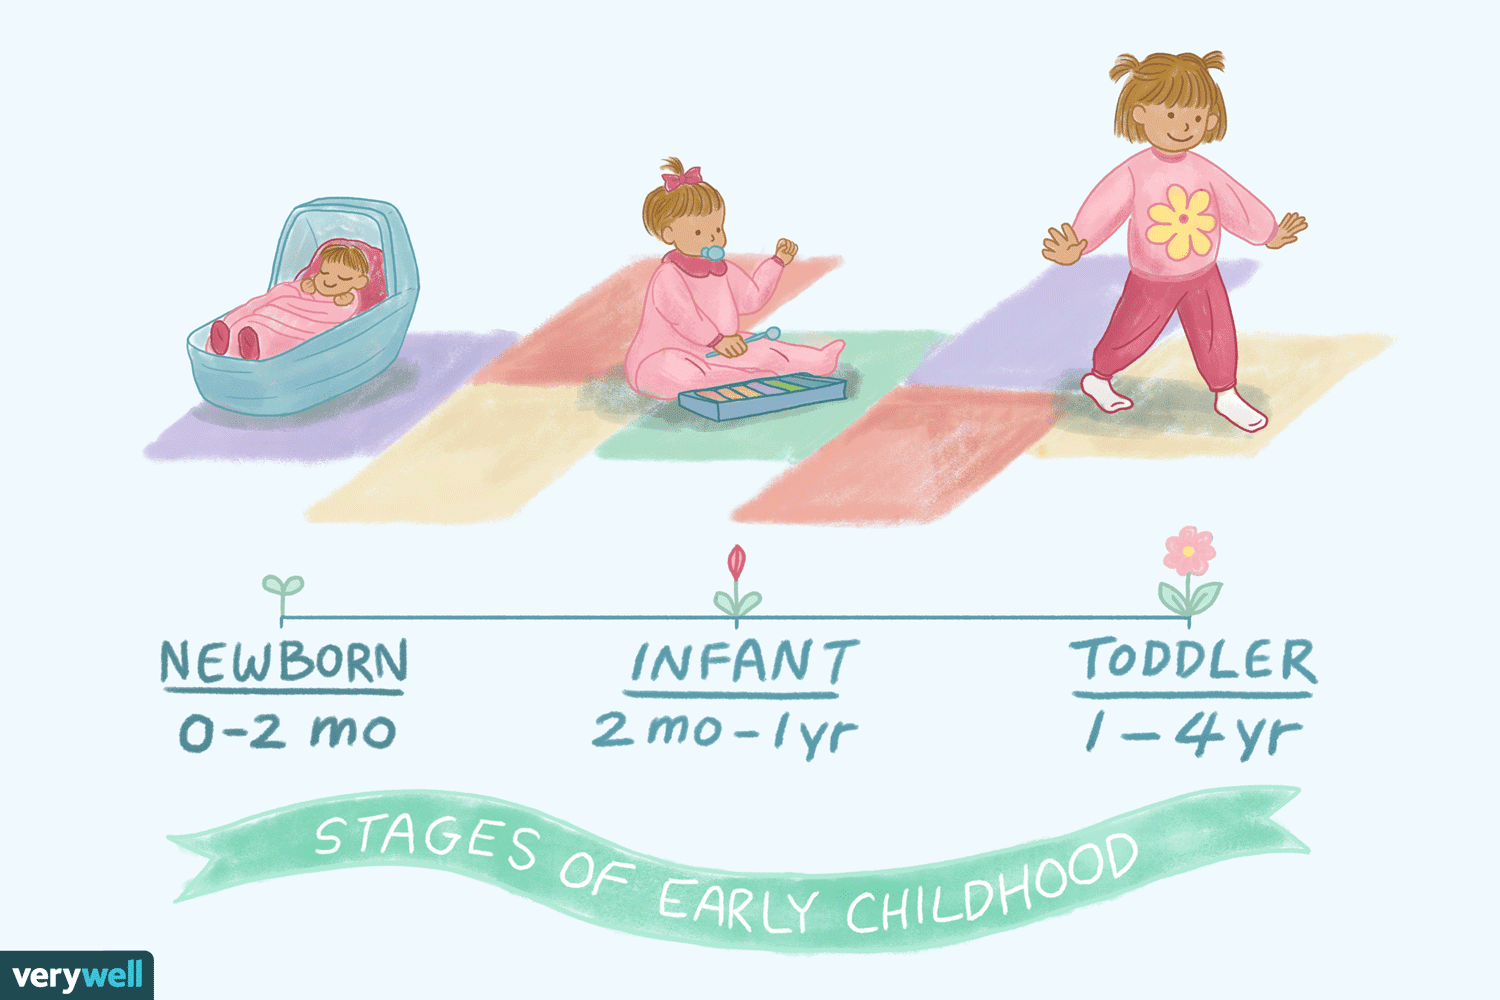 NEWBORN
0-2 mo
INFANT
2 mo - 1 yr
TODDLER
1 - 4 yr
STAGES OF EARLY CHILDHOOD
verywell